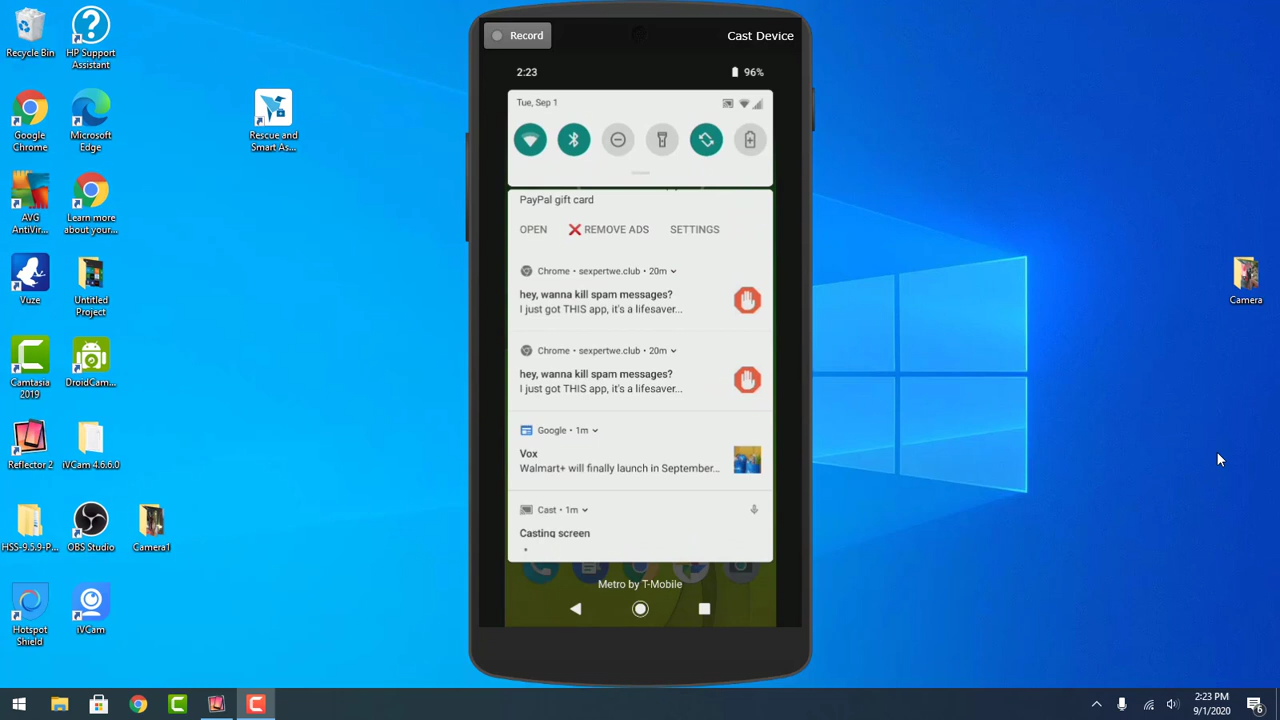 Recycle Bin
HP Support
Assistant
Google
Chrome
Microsoft
Edge
Rescue and
Smart As...
AVG
AntiVir...
Learn more
about your...
Vuze
Untitled
Project
Camtasia
2019
DroidCam...
Reflector 2
iVCam 4.6.6.0
HSS-9.5.9-P...
OBS Studio
Camera1
Hotspot
Shield
iVCam
Record
Cast Device
2:23
96%
Tue, Sep 1
PayPal gift card
OPEN
❌ REMOVE ADS
SETTINGS
Chrome • sexpertwe.club • 20m
hey, wanna kill spam messages?
I just got THIS app, it's a lifesaver...
Chrome • sexpertwe.club • 20m
hey, wanna kill spam messages?
I just got THIS app, it's a lifesaver...
Google • 1m
Vox
Walmart+ will finally launch in September...
Cast • 1m
Casting screen
Metro by T-Mobile
Camera
2:23 PM
9/1/2020
6